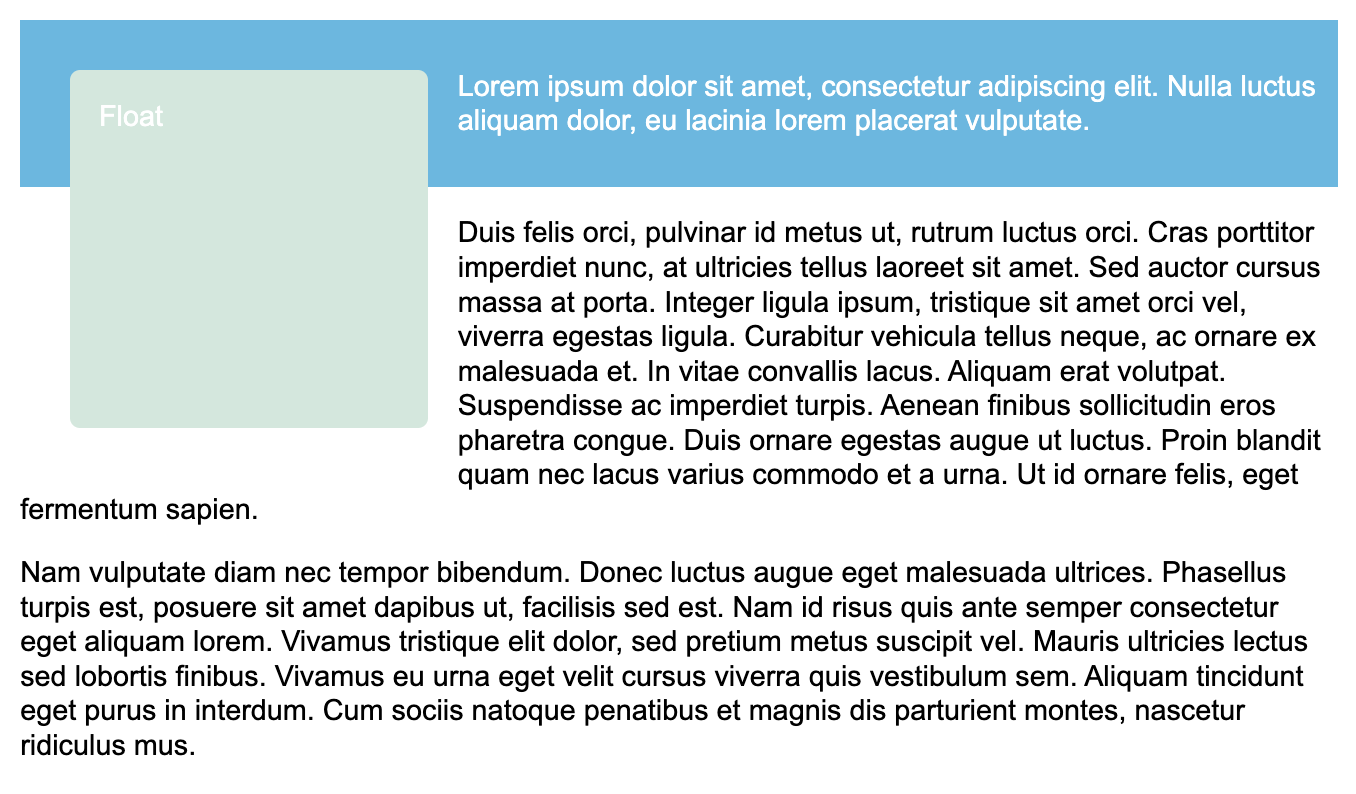 Float
Lorem ipsum dolor sit amet, consectetur adipiscing elit. Nulla luctus
aliquam dolor, eu lacinia lorem placerat vulputate.
Duis felis orci, pulvinar id metus ut, rutrum luctus orci. Cras porttitor
imperdiet nunc, at ultricies tellus laoreet sit amet. Sed auctor cursus
massa at porta. Integer ligula ipsum, tristique sit amet orci vel,
viverra egestas ligula. Curabitur vehicula tellus neque, ac ornare ex
malesuada et. In vitae convallis lacus. Aliquam erat volutpat.
Suspendisse ac imperdiet turpis. Aenean finibus sollicitudin eros
pharetra congue. Duis ornare egestas augue ut luctus. Proin blandit
quam nec lacus varius commodo et a urna. Ut id ornare felis, eget
fermentum sapien.
Nam vulputate diam nec tempor bibendum. Donec luctus augue eget malesuada ultrices. Phasellus
turpis est, posuere sit amet dapibus ut, facilisis sed est. Nam id risus quis ante semper consectetur
eget aliquam lorem. Vivamus tristique elit dolor, sed pretium metus suscipit vel. Mauris ultricies lectus
sed lobortis finibus. Vivamus eu urna eget velit cursus viverra quis vestibulum sem. Aliquam tincidunt
eget purus in interdum. Cum sociis natoque penatibus et magnis dis parturient montes, nascetur
ridiculus mus.